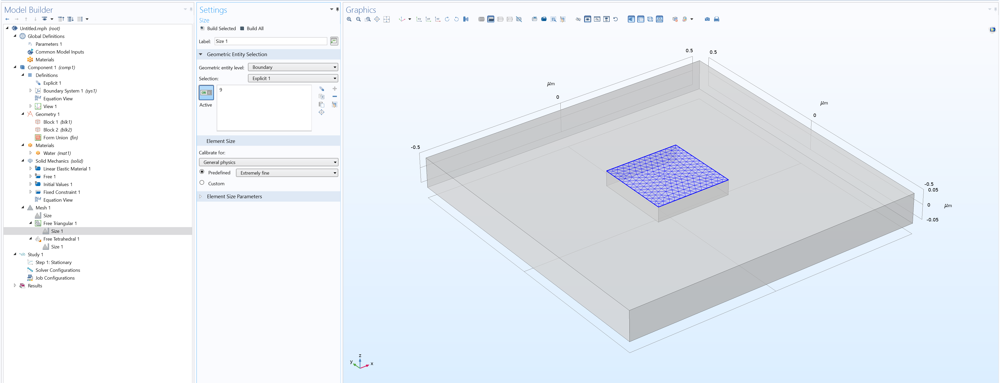 Model Builder
Untitled.mph (root)
Global Definitions
Pi Parameters 1
Common Model Inputs
Materials
Component 1 (comp1)
Definitions
Explicit 1
Boundary System 1 (sys1)
Equation View
View 1
Geometry 1
Block 1 (blk1)
Block 2 (blk2)
Form Union (fin)
Materials
Water (mat1)
Solid Mechanics (solid)
Linear Elastic Material 1
Free 1
Initial Values 1
Fixed Constraint 1
Equation View
Mesh 1
Size
Free Triangular 1
Size 1
Free Tetrahedral 1
Size 1
Study 1
Step 1: Stationary
Solver Configurations
Job Configurations
Results
Settings
Size
Build Selected Build All
Label: Size 1
Geometric Entity Selection
Geometric entity level: Boundary
Selection: Explicit 1
ON
Active
9
Element Size
Calibrate for:
General physics
Predefined Extremely fine
Custom
Element Size Parameters
Graphics
xy yz xz
0.5 0.5
μm
0
μm
0
-0.5
-0.5
0.05
0 μm
-0.05
z
y x